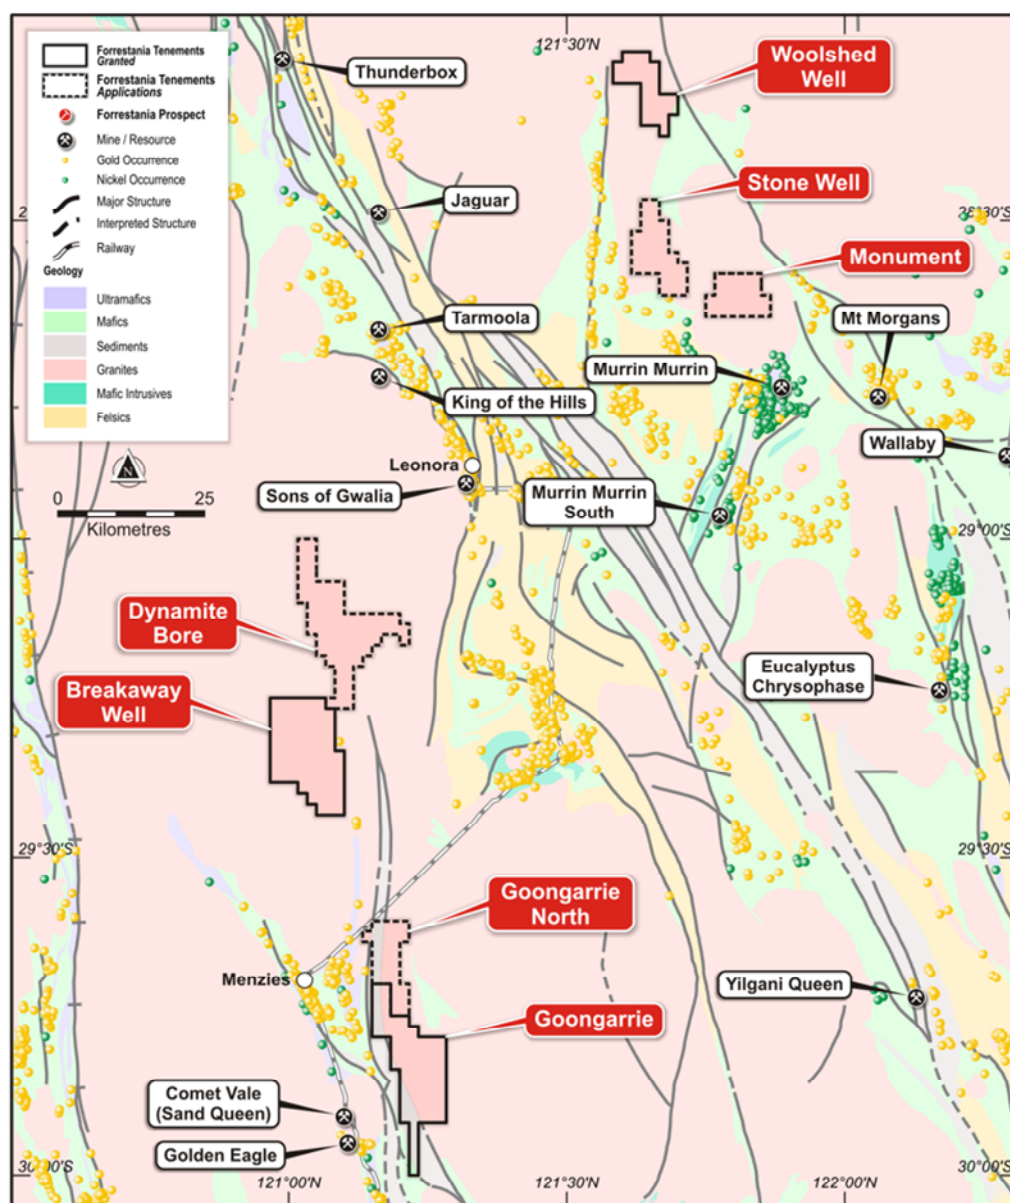 121°30'N
Forrestania Tenements
Granted
Forrestania Tenements
Applications
Forrestania Prospect
Mine / Resource
Gold Occurrence
Nickel Occurrence
Major Structure
Interpreted Structure
Railway
Geology
Ultramafics
Mafics
Sediments
Granites
Mafic Intrusives
Felsics
N
0 25
Kilometres
Thunderbox
Woolshed
Well
Jaguar
Stone Well
28°30'S
Monument
Tarmoola
Mt Morgans
Murrin Murrin
King of the Hills
Wallaby
Leonora
Sons of Gwalia
Murrin Murrin
South
29°00'S
Dynamite
Bore
Eucalyptus
Chrysophase
Breakaway
Well
29°30'S
29°30'S
Goongarrie
North
Menzies
Yilgani Queen
Goongarrie
Comet Vale
(Sand Queen)
Golden Eagle
30°00'S
30°00'S
121°00'N
121°30'N
122°00'N